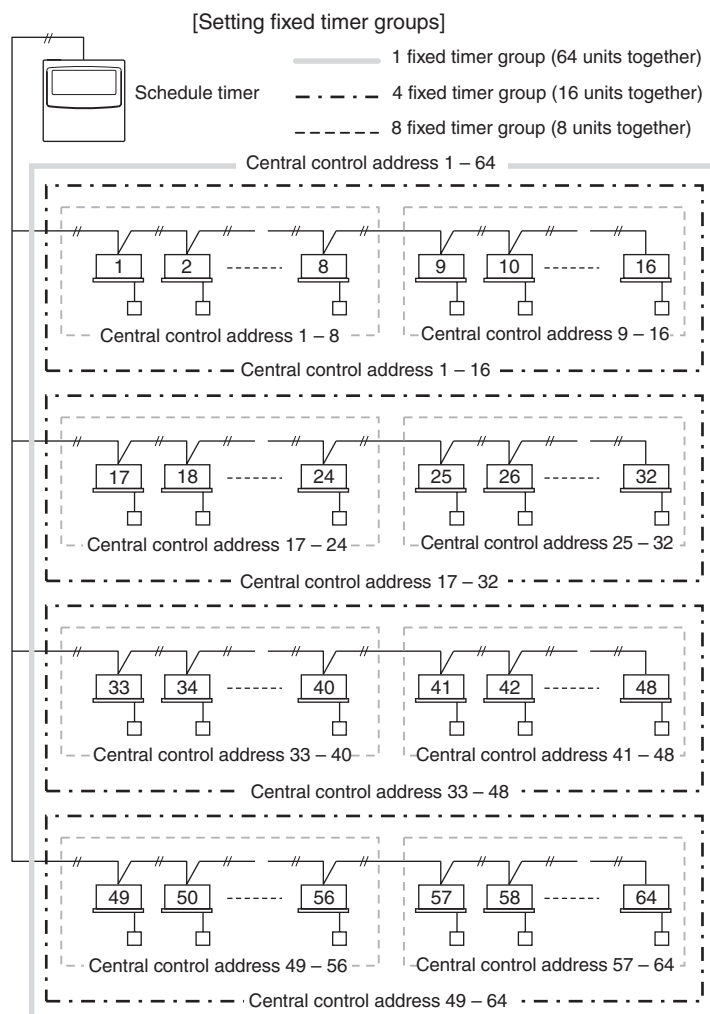 [Setting fixed timer groups]
1 fixed timer group (64 units together)
Schedule timer
4 fixed timer group (16 units together)
8 fixed timer group (8 units together)
Central control address 1 – 64
1 2 8 9 10 16
Central control address 1 – 8 Central control address 9 – 16
Central control address 1 – 16
17 18 24 25 26 32
Central control address 17 – 24 Central control address 25 – 32
Central control address 17 – 32
33 34 40 41 42 48
Central control address 33 – 40 Central control address 41 – 48
Central control address 33 – 48
49 50 56 57 58 64
Central control address 49 – 56 Central control address 57 – 64
Central control address 49 – 64